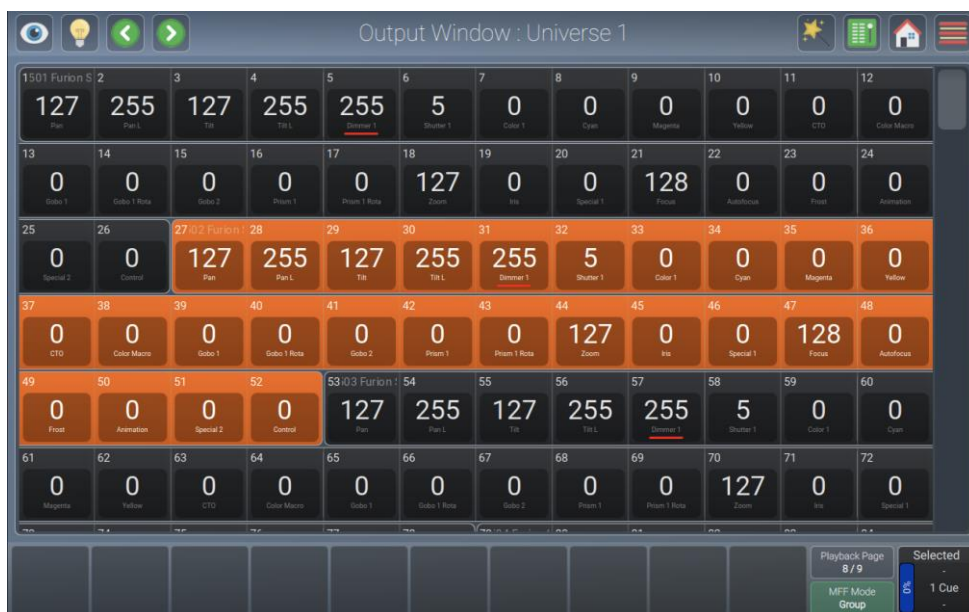 Output Window : Universe 1
1 501 Furion S 2 3 4 5 6 7 8 9 10 11 12
127 255 127 255 255 5 0 0 0 0 0 0
Pan Pan L Tilt Tilt L Dimmer 1 Shutter 1 Color 1 Cyan Magenta Yellow CTO Color Macro
13 14 15 16 17 18 19 20 21 22 23 24
0 0 0 0 0 127 0 0 128 0 0 0
Gobo 1 Gobo 1 Rota Gobo 2 Prism 1 Prism 1 Rota Zoom Iris Special 1 Focus Autofocus Frost Animation
25 26 27 02 Furion 28 29 30 31 32 33 34 35 36
0 0 127 255 127 255 255 5 0 0 0 0
Special 2 Control Pan Pan L Tilt Tilt L Dimmer 1 Shutter 1 Color 1 Cyan Magenta Yellow
37 38 39 40 41 42 43 44 45 46 47 48
0 0 0 0 0 0 0 127 0 0 128 0
CTO Color Macro Gobo 1 Gobo 1 Rota Gobo 2 Prism 1 Prism 1 Rota Zoom Iris Special 1 Focus Autofocus
49 50 51 52 53 03 Furion 54 55 56 57 58 59 60
0 0 0 0 127 255 127 255 255 5 0 0
Frost Animation Special 2 Control Pan Pan L Tilt Tilt L Dimmer 1 Shutter 1 Color 1 Cyan
61 62 63 64 65 66 67 68 69 70 71 72
0 0 0 0 0 0 0 0 0 127 0 0
Magenta Yellow CTO Color Macro Gobo 1 Gobo 1 Rota Gobo 2 Prism 1 Prism 1 Rota Zoom Iris Special 1
Playback Page
8/9
MFF Mode
Group
Selected
-
0%
1 Cue
-